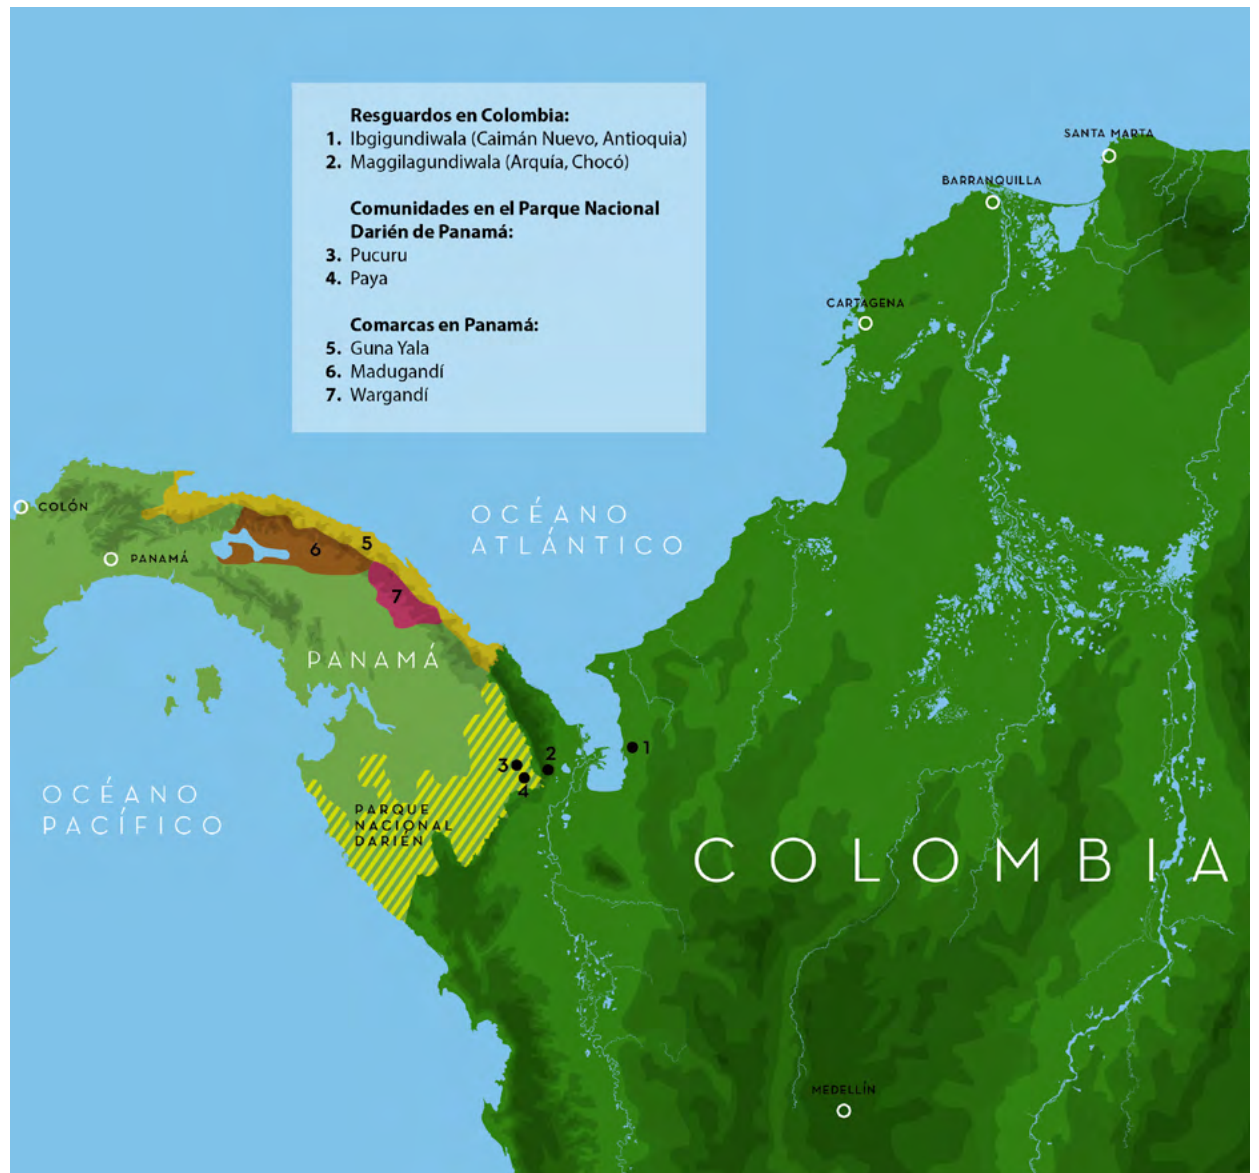 Resguardos en Colombia:
1. Ibgigundiwala (Caimán Nuevo, Antioquia)
2. Maggilagundiwala (Arquía, Chocó)
Comunidades en el Parque Nacional
Darién de Panamá:
3. Pucuru
4. Paya
Comarcas en Panamá:
5. Guna Yala
6. Madugandí
7. Wargandí
SANTA MARTA
BARRANQUILLA
CARTAGENA
COLÓN
PANAMÁ
OCÉANO
ATLÁNTICO
5
6
7
PANAMÁ
1
2
3
4
OCÉANO
PACÍFICO
PARQUE
NACIONAL
DARIÉN
COLOMBIA
MEDELLÍN